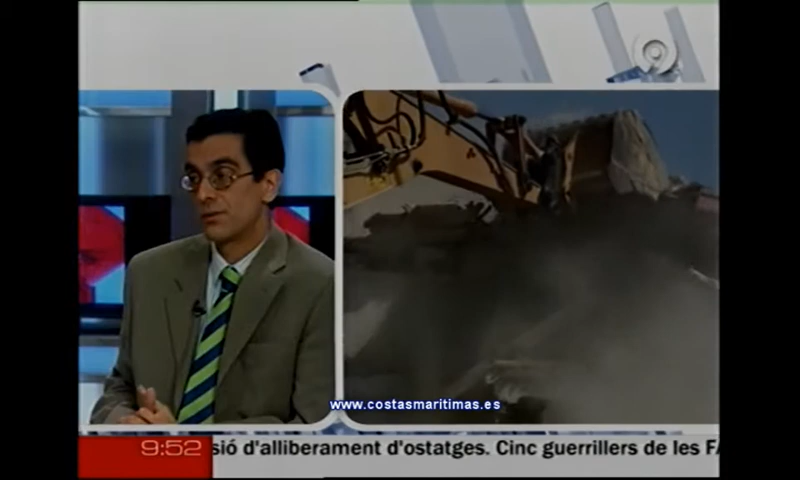 www.costasmaritimas.es
9:52 sió d'alliberament d'ostatges. Cinc guerrillers de les FA